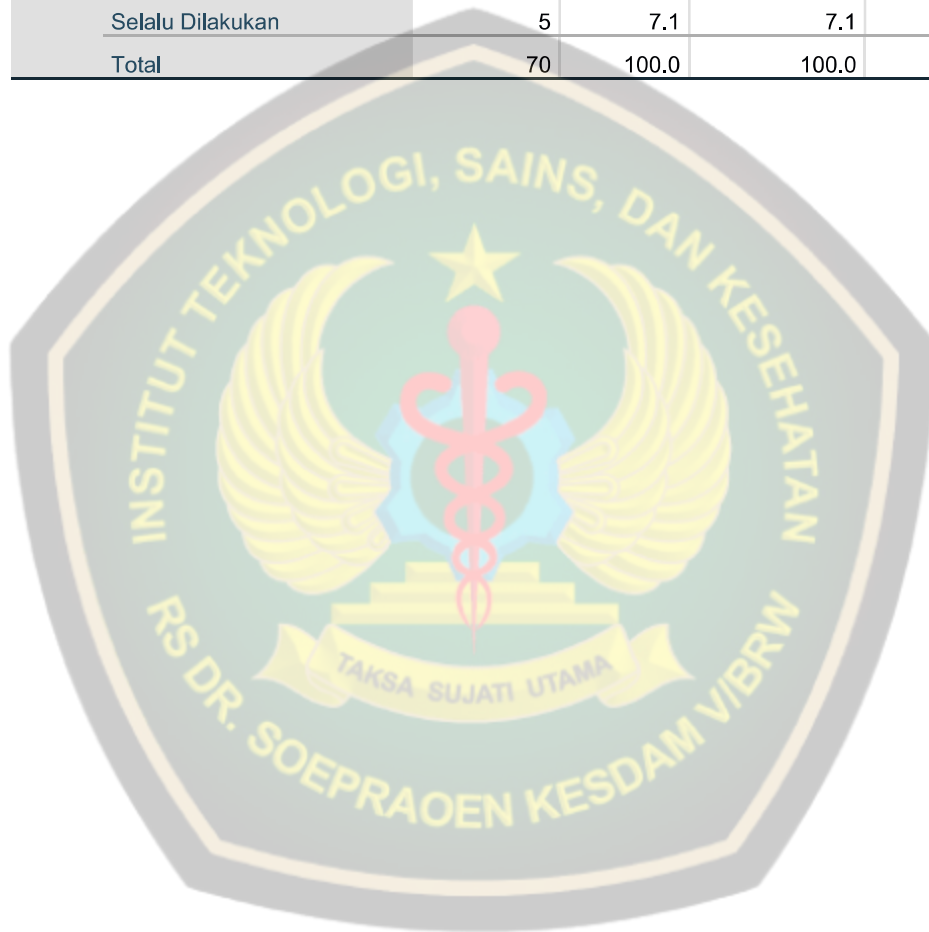 Selalu Dilakukan 5 7.1 7.1
Total 70 100.0 100.0
INSTITUT TEKNOLOGI, SAINS, DAN KESEHATAN
TAKSA SUJATI UTAMA
RS DR. SOEPRAOEN KESDAM V/BRW